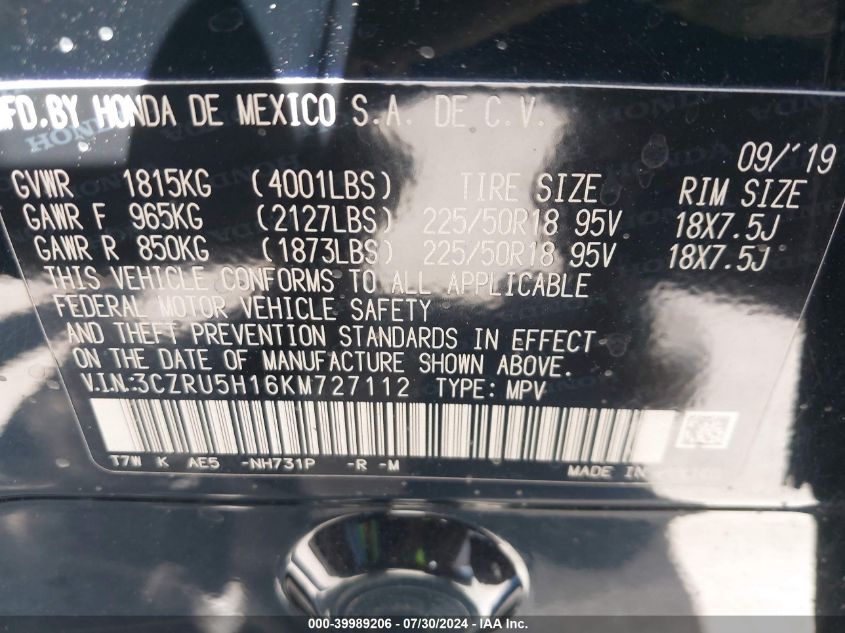 MFD.BY HONDA DE MEXICO S.A. DE C.V.
09/'19
GVWR 1815KG (4001LBS) TIRE SIZE RIM SIZE
GAWR F 965KG (2127LBS) 225/50R18 95V 18X7.5J
GAWR R 850KG (1873LBS) 225/50R18 95V 18X7.5J
THIS VEHICLE CONFORMS TO ALL APPLICABLE
FEDERAL MOTOR VEHICLE SAFETY
AND THEFT PREVENTION STANDARDS IN EFFECT
ON THE DATE OF MANUFACTURE SHOWN ABOVE.
V.I.N.:3CZRU5H16KM727112 TYPE: MPV
T7W K AE5 -NH731P -R -M MADE IN
000-39989206 - 07/30/2024 - IAA Inc.